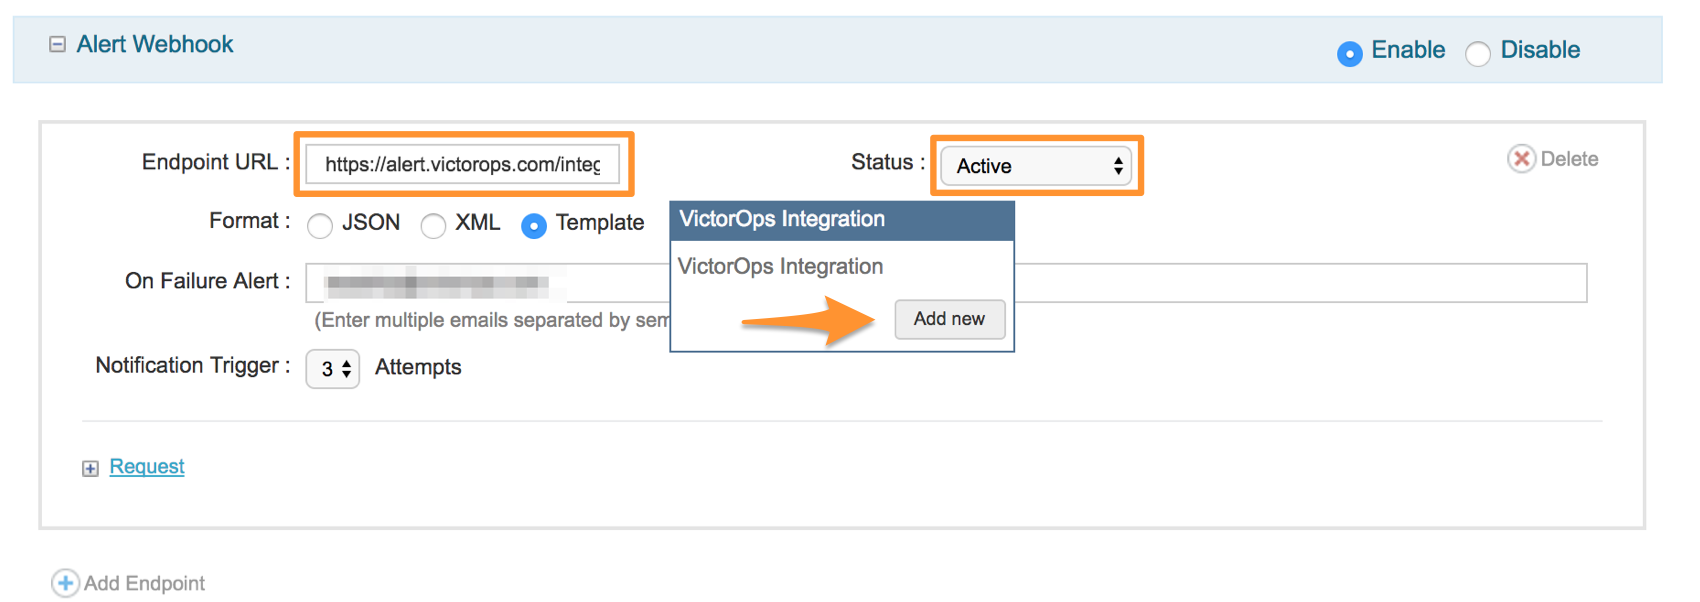 Alert Webhook
Enable Disable
Endpoint URL : https://alert.victorops.com/integ Status : Active Delete
Format : JSON XML Template
VictorOps Integration
VictorOps Integration
On Failure Alert :
(Enter multiple emails separated by sem
Add new
Notification Trigger : 3 Attempts
Request
Add Endpoint